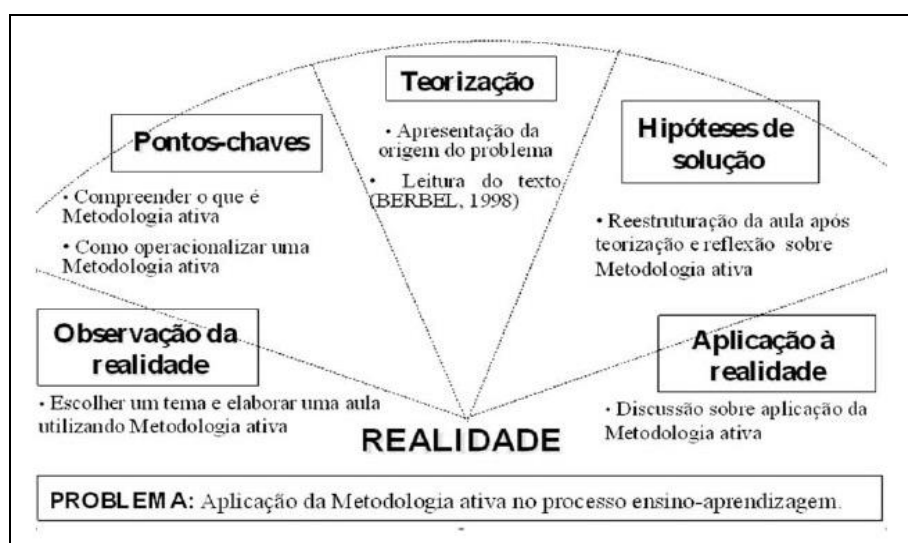 Teorização
• Apresentação da
origem do problema
• Leitura do texto
(BERBEL, 1998)
Pontos-chaves
• Compreender o que é
Metodologia ativa
• Como operacionalizar uma
Metodologia ativa
Hipóteses de
solução
• Reestruturação da aula após
teorização e reflexão sobre
Metodologia ativa
Observação da
realidade
• Escolher um tema e elaborar uma aula
utilizando Metodologia ativa
Aplicação à
realidade
• Discussão sobre aplicação da
Metodologia ativa
REALIDADE
PROBLEMA: Aplicação da Metodologia ativa no processo ensino-aprendizagem.